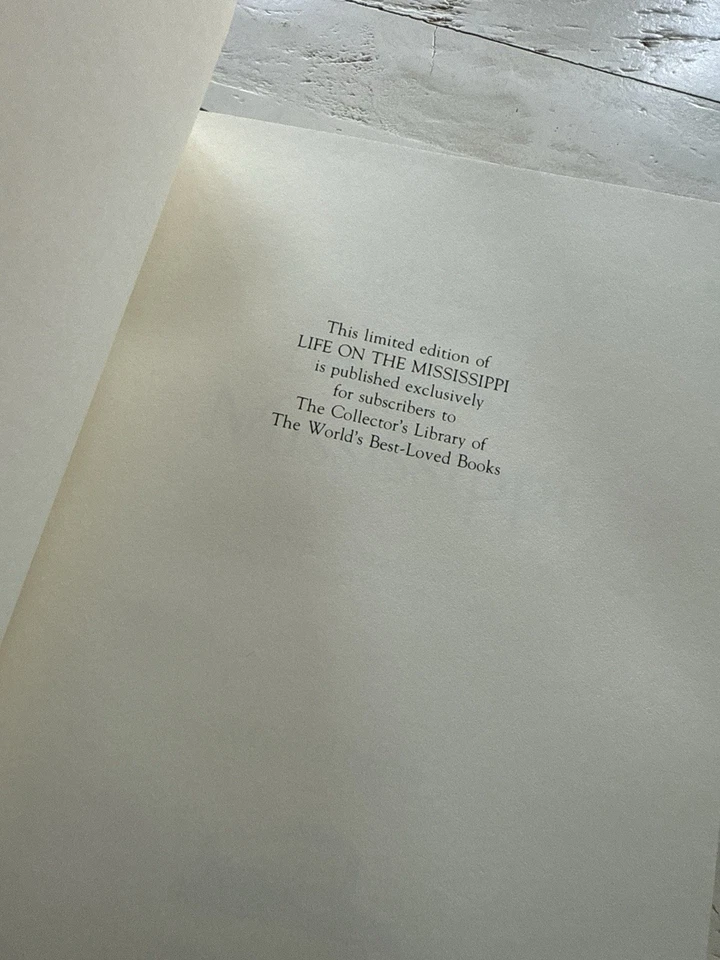 This limited edition of
LIFE ON THE MISSISSIPPI
is published exclusively
for subscribers to
The Collector's Library of
The World's Best-Loved Books